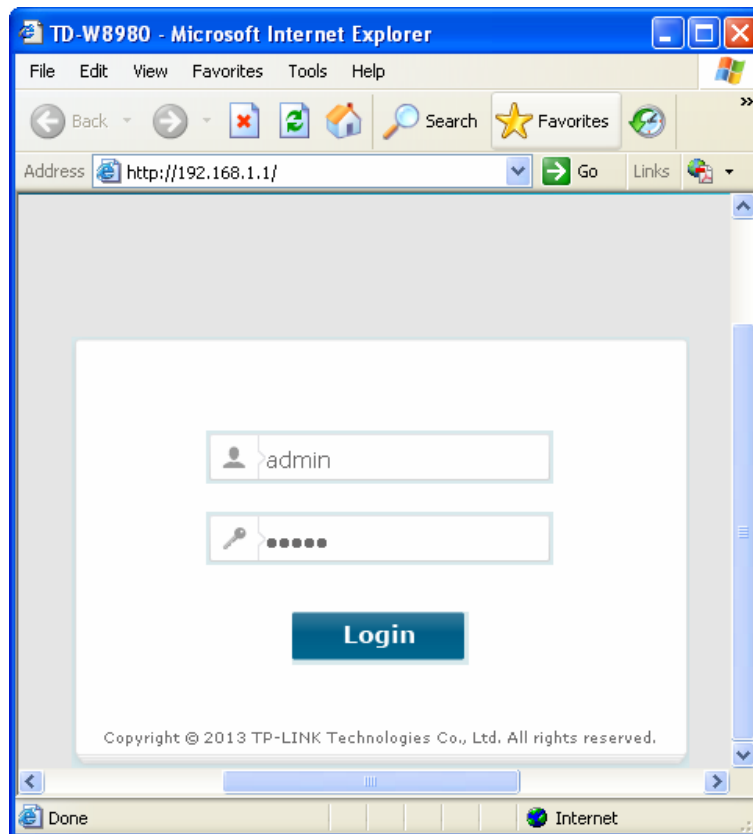 TD-W8980 - Microsoft Internet Explorer
File Edit View Favorites Tools Help
Back Search Favorites »
Address http://192.168.1.1/ Go Links
admin
•••••
Login
Copyright © 2013 TP-LINK Technologies Co., Ltd. All rights reserved.
Done Internet